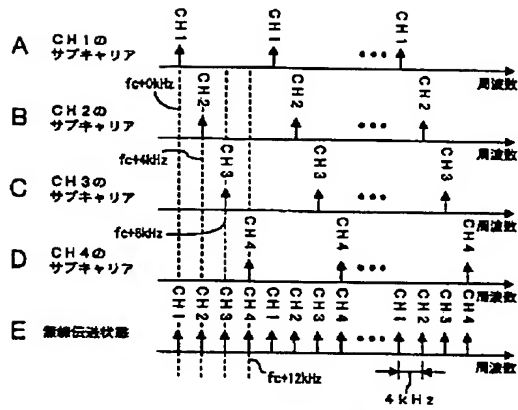 A CH1の
サブキャリア
CH1 CH1 ••• CH1
周波数
fc+0kHz
B CH2の
サブキャリア
CH2 CH2 ••• CH2
周波数
fc+4kHz
C CH3の
サブキャリア
CH3 CH3 ••• CH3
周波数
fc+8kHz
D CH4の
サブキャリア
CH4 CH4 ••• CH4
周波数
E 無線伝送状態
CH1 CH2 CH3 CH4 CH1 CH2 CH3 CH4 ••• CH1 CH2 CH3 CH4
周波数
fc+12kHz
4kHz